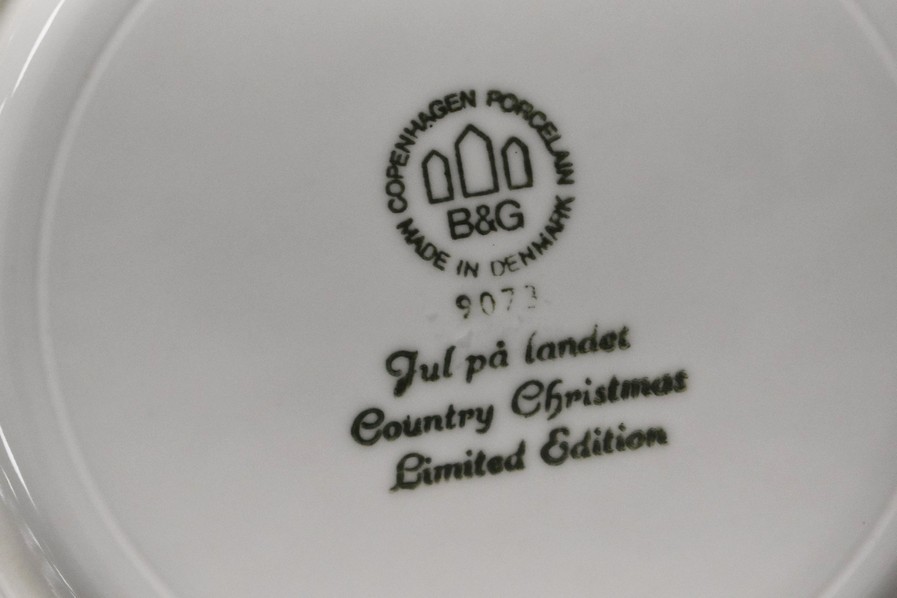 COPENHAGEN PORCELAIN
B&G
MADE IN DENMARK
9073
Jul på landet
Country Christmas
Limited Edition